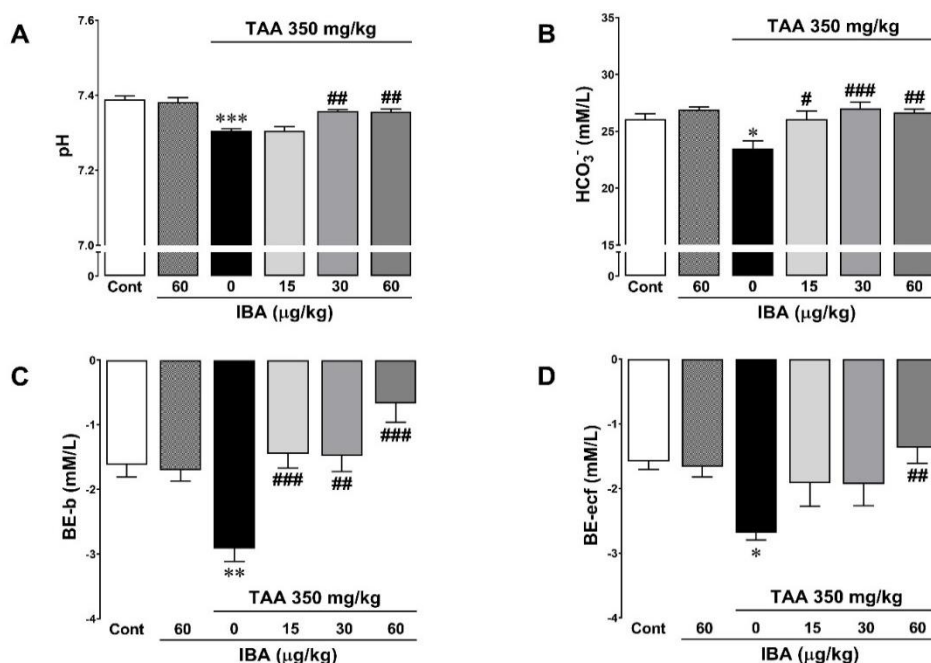 A
TAA 350 mg/kg
7.6
7.4
7.2
7.0
0
pH
***
##
##
Cont
60
0
15
30
60
IBA (μg/kg)
B
TAA 350 mg/kg
35
30
25
20
15
0
HCO₃⁻ (mM/L)
*
#
###
##
Cont
60
0
15
30
60
IBA (μg/kg)
C
0
-1
-2
-3
-4
BE-b (mM/L)
**
###
##
###
TAA 350 mg/kg
Cont
60
0
15
30
60
IBA (μg/kg)
D
0
-1
-2
-3
-4
BE-ecf (mM/L)
*
##
TAA 350 mg/kg
Cont
60
0
15
30
60
IBA (μg/kg)